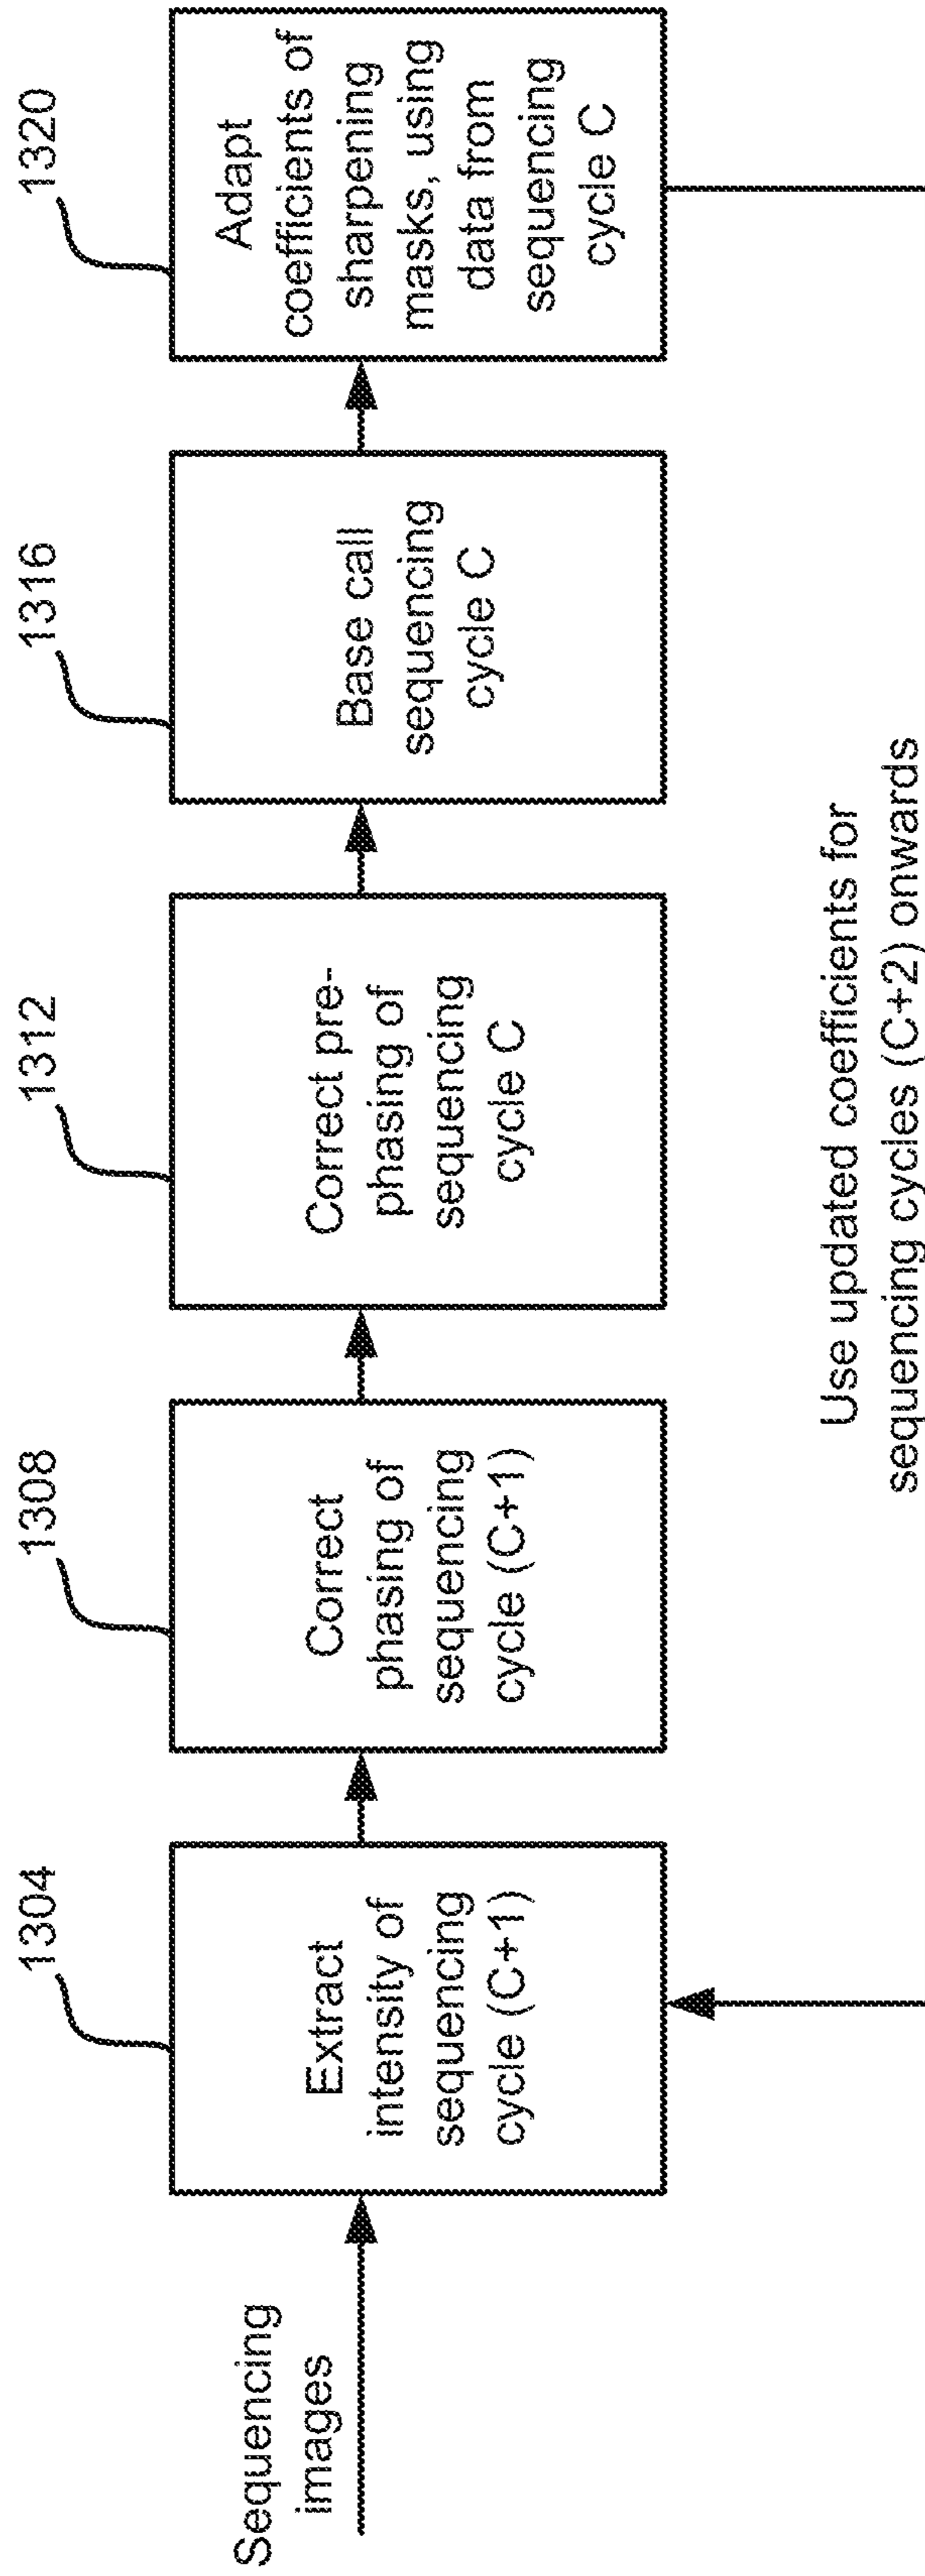 Sequencing
images
1304
Extract
intensity of
sequencing
cycle (C+1)
1308
Correct
phasing of
sequencing
cycle (C+1)
1312
Correct pre-
phasing of
sequencing
cycle C
1316
Base call
sequencing
cycle C
1320
Adapt
coefficients of
sharpening
masks, using
data from
sequencing
cycle C
Use updated coefficients for
sequencing cycles (C+2) onwards